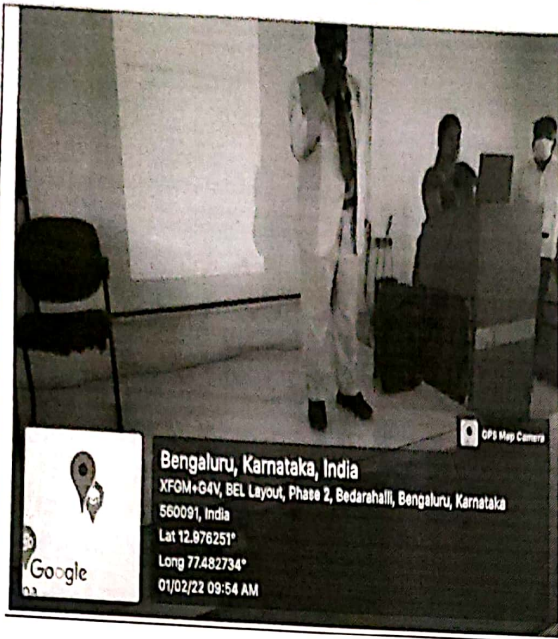 GPS Map Camera
Bengaluru, Karnataka, India
XFGM+G4V, BEL Layout, Phase 2, Bedarahalli, Bengaluru, Karnataka
560091, India
Lat 12.976251°
Long 77.482734°
01/02/22 09:54 AM
Google